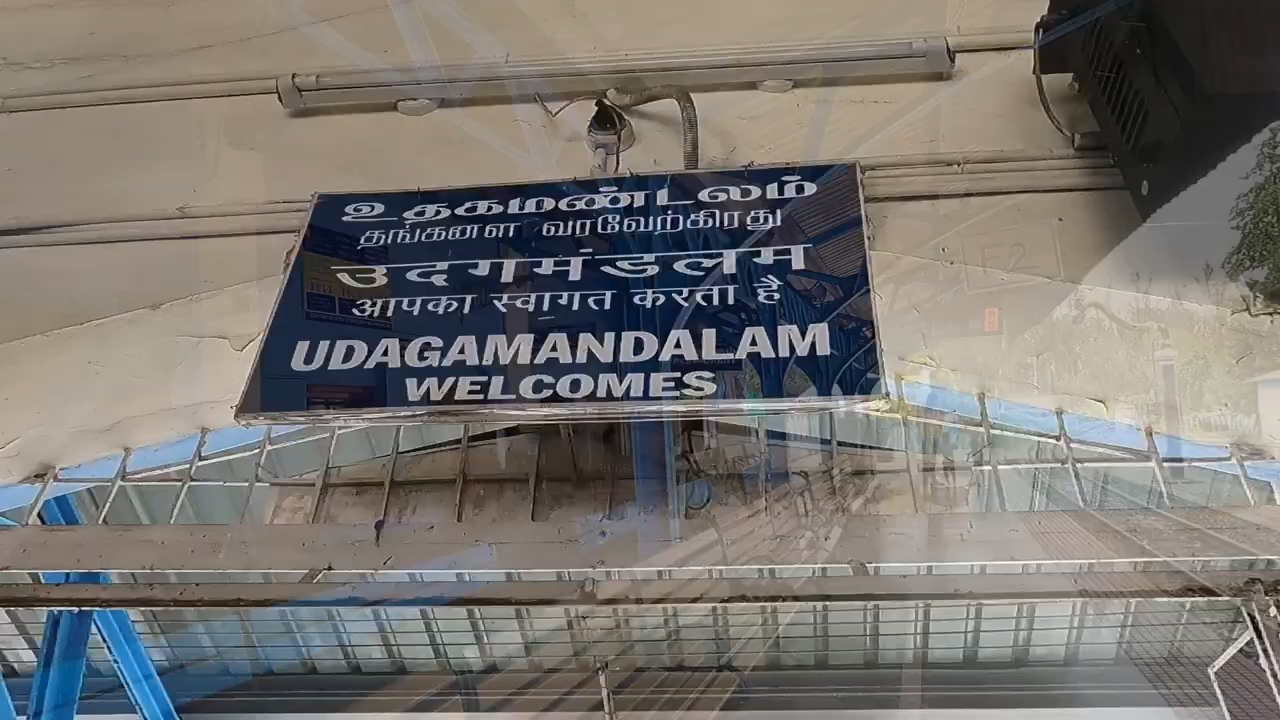 உதகமண்டலம்
தங்களை வரவேற்கிறது
उदगमंडलम
आपका स्वागत करता है
UDAGAMANDALAM
WELCOMES